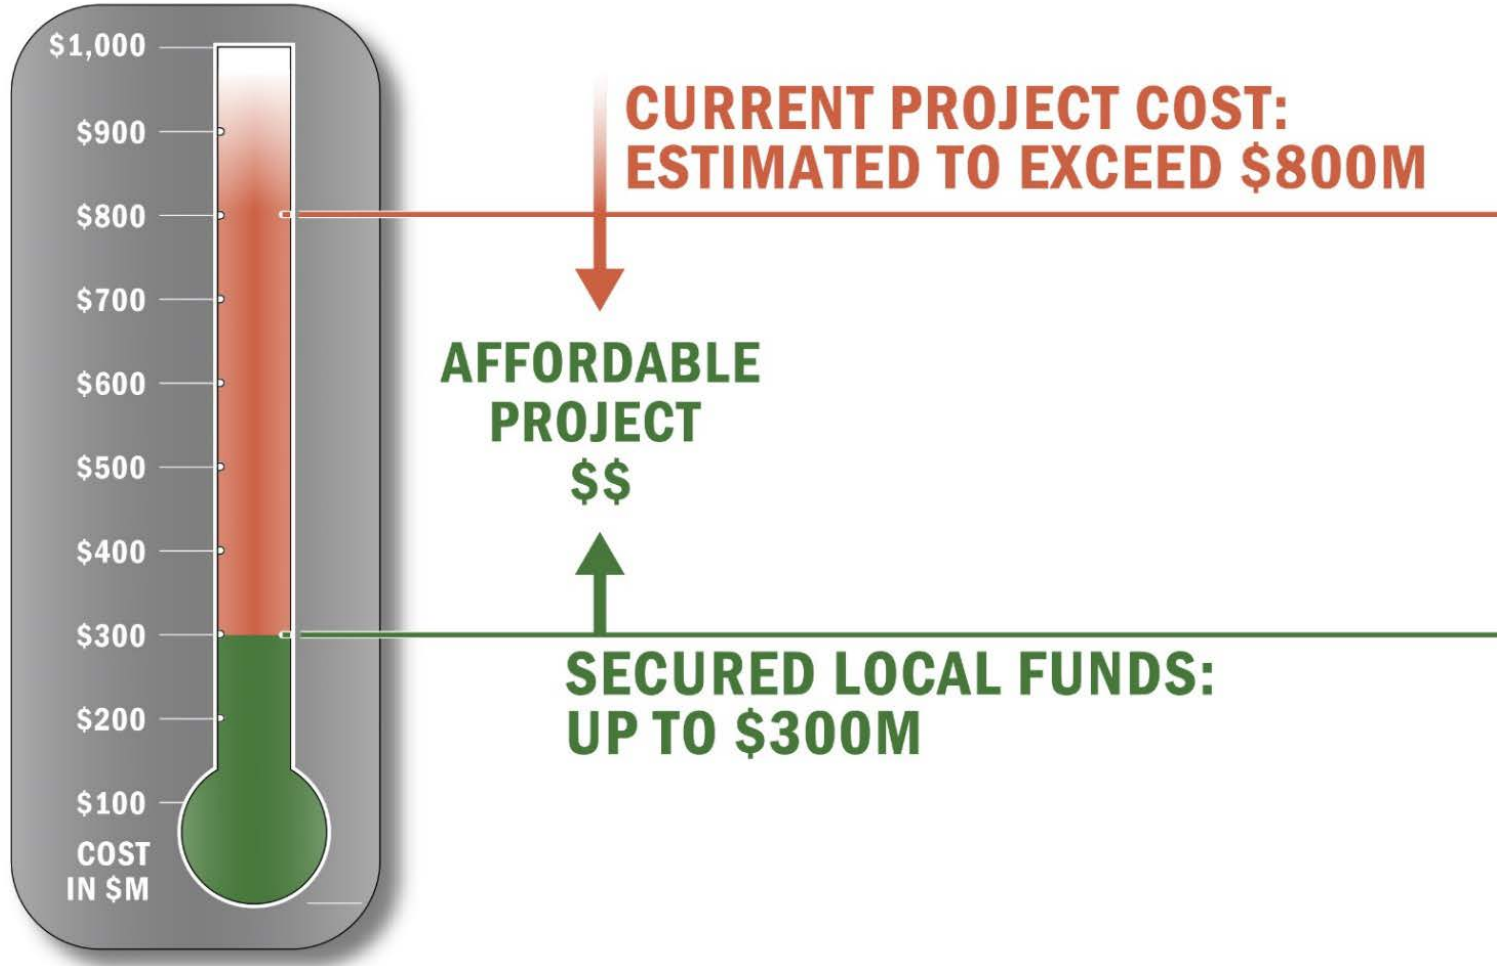 $1,000
$900
$800
$700
$600
$500
$400
$300
$200
$100
COST
IN $M
CURRENT PROJECT COST:
ESTIMATED TO EXCEED $800M
AFFORDABLE
PROJECT
$$
SECURED LOCAL FUNDS:
UP TO $300M